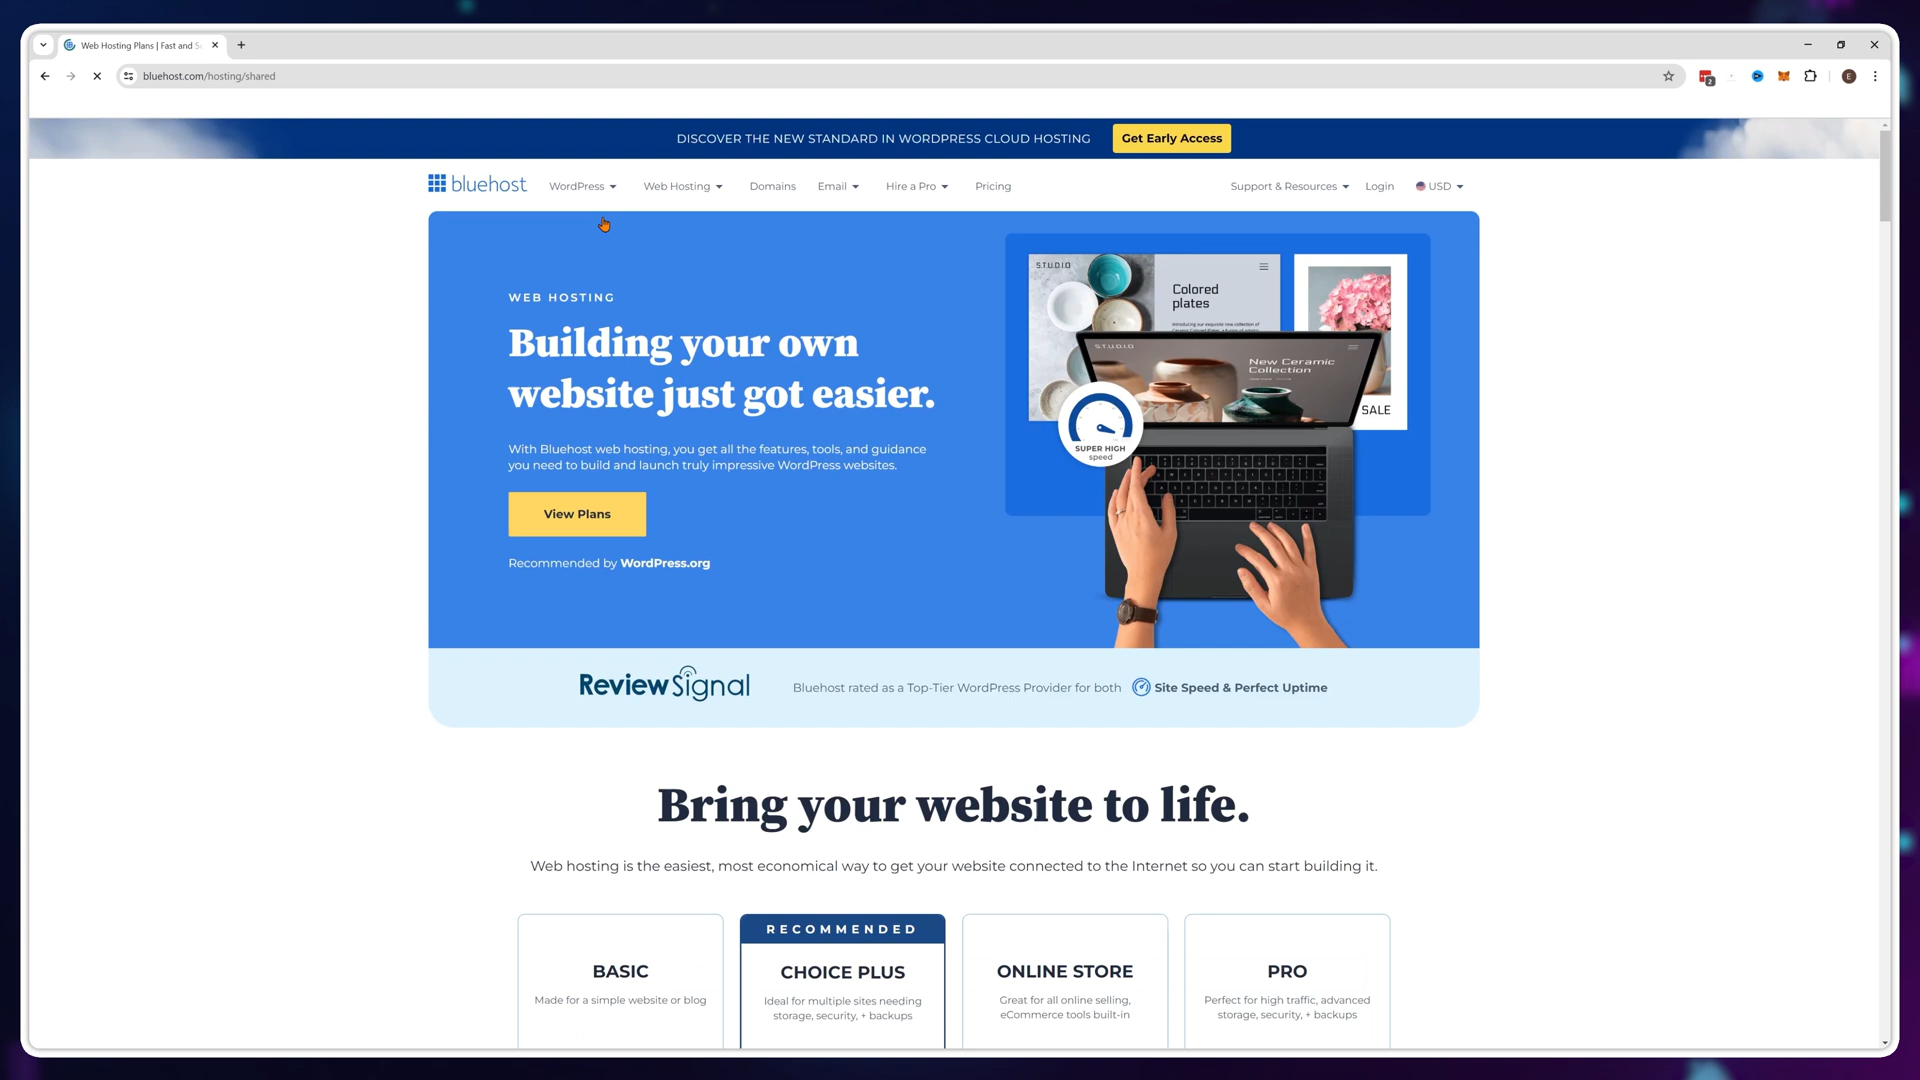 Web Hosting Plans | Fast and S
bluehost.com/hosting/shared
2
E
DISCOVER THE NEW STANDARD IN WORDPRESS CLOUD HOSTING
Get Early Access
bluehost
WordPress
Web Hosting
Domains
Email
Hire a Pro
Pricing
Support & Resources
Login
USD
WEB HOSTING
Building your own
website just got easier.
With Bluehost web hosting, you get all the features, tools, and guidance
you need to build and launch truly impressive WordPress websites.
View Plans
Recommended by WordPress.org
S.T.U.D.I.O
Colored
plates
S.T.U.D.I.O
New Ceramic
Collection
SALE
SUPER HIGH
speed
ReviewSignal
Bluehost rated as a Top-Tier WordPress Provider for both
Site Speed & Perfect Uptime
Bring your website to life.
Web hosting is the easiest, most economical way to get your website connected to the Internet so you can start building it.
BASIC
Made for a simple website or blog
RECOMMENDED
CHOICE PLUS
Ideal for multiple sites needing
storage, security, + backups
ONLINE STORE
Great for all online selling,
eCommerce tools built-in
PRO
Perfect for high traffic, advanced
storage, security, + backups